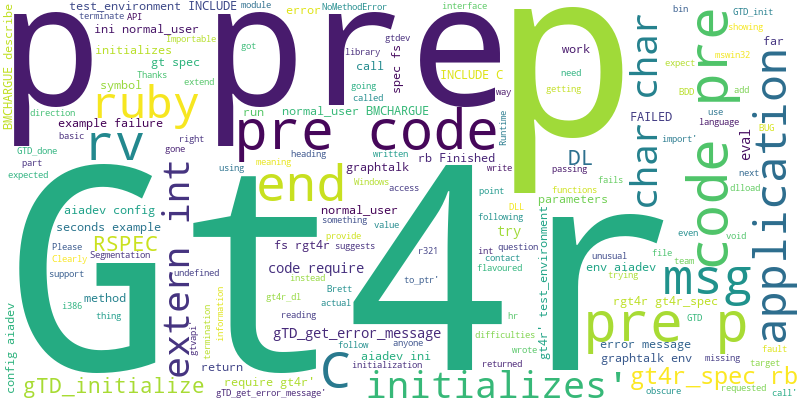 p
pre
p
Gt4r
pre code
code pre
pre p
application
char char
extern int
initializes'
ruby
rv
end
msg
C
DL
RSPEC
gTD_initialize
gt4r_spec rb
gTD_get_error_message
BMCHARGUE describe
test_environment INCLUDE
module
error
NoMethodError
interface
bin
GTD_init
showing
terminate
API
ini normal_user
Importable
gtdev
got
library
initializes
gt spec
call
spec fs
INCLUDE C
work
need
mswin32
far
expect
BDD
add
Thanks
extend
going
called
way
getting
symbol
direction
run
normal_user BMCHARGUE
Runtime
FAILED
use
language
eval
GTD_done
example failure
basic
right
gone
import'
BUG
part
expected
using
heading
written
rb Finished
passing
next
meaning
graphtalk
write
fails
dlload
Windows
access
point
functions
parameters
aiadev config
normal_user
DLL
seconds example
something
value
following
try
void
even
Please
Clearly
support
Segmentation
undefined
provide
fs rgt4r
suggests
r321
int
question
contact
flavoured
unusual
file
team
trying
i386
method
thing
code require
instead
to_ptr'
env aiadev
gt4r_dl
Brett
actual
hr
wrote
rgt4r gt4r_spec
GTD
config aiadev
gtvapi
termination
information
reading
follow
anyone
difficulties
gt4r' test_environment
error message
missing
fault
return
initialization
aiadev ini
returned
graphtalk env
target
require gt4r'
gTD_get_error_message'
obscure
requested
call'